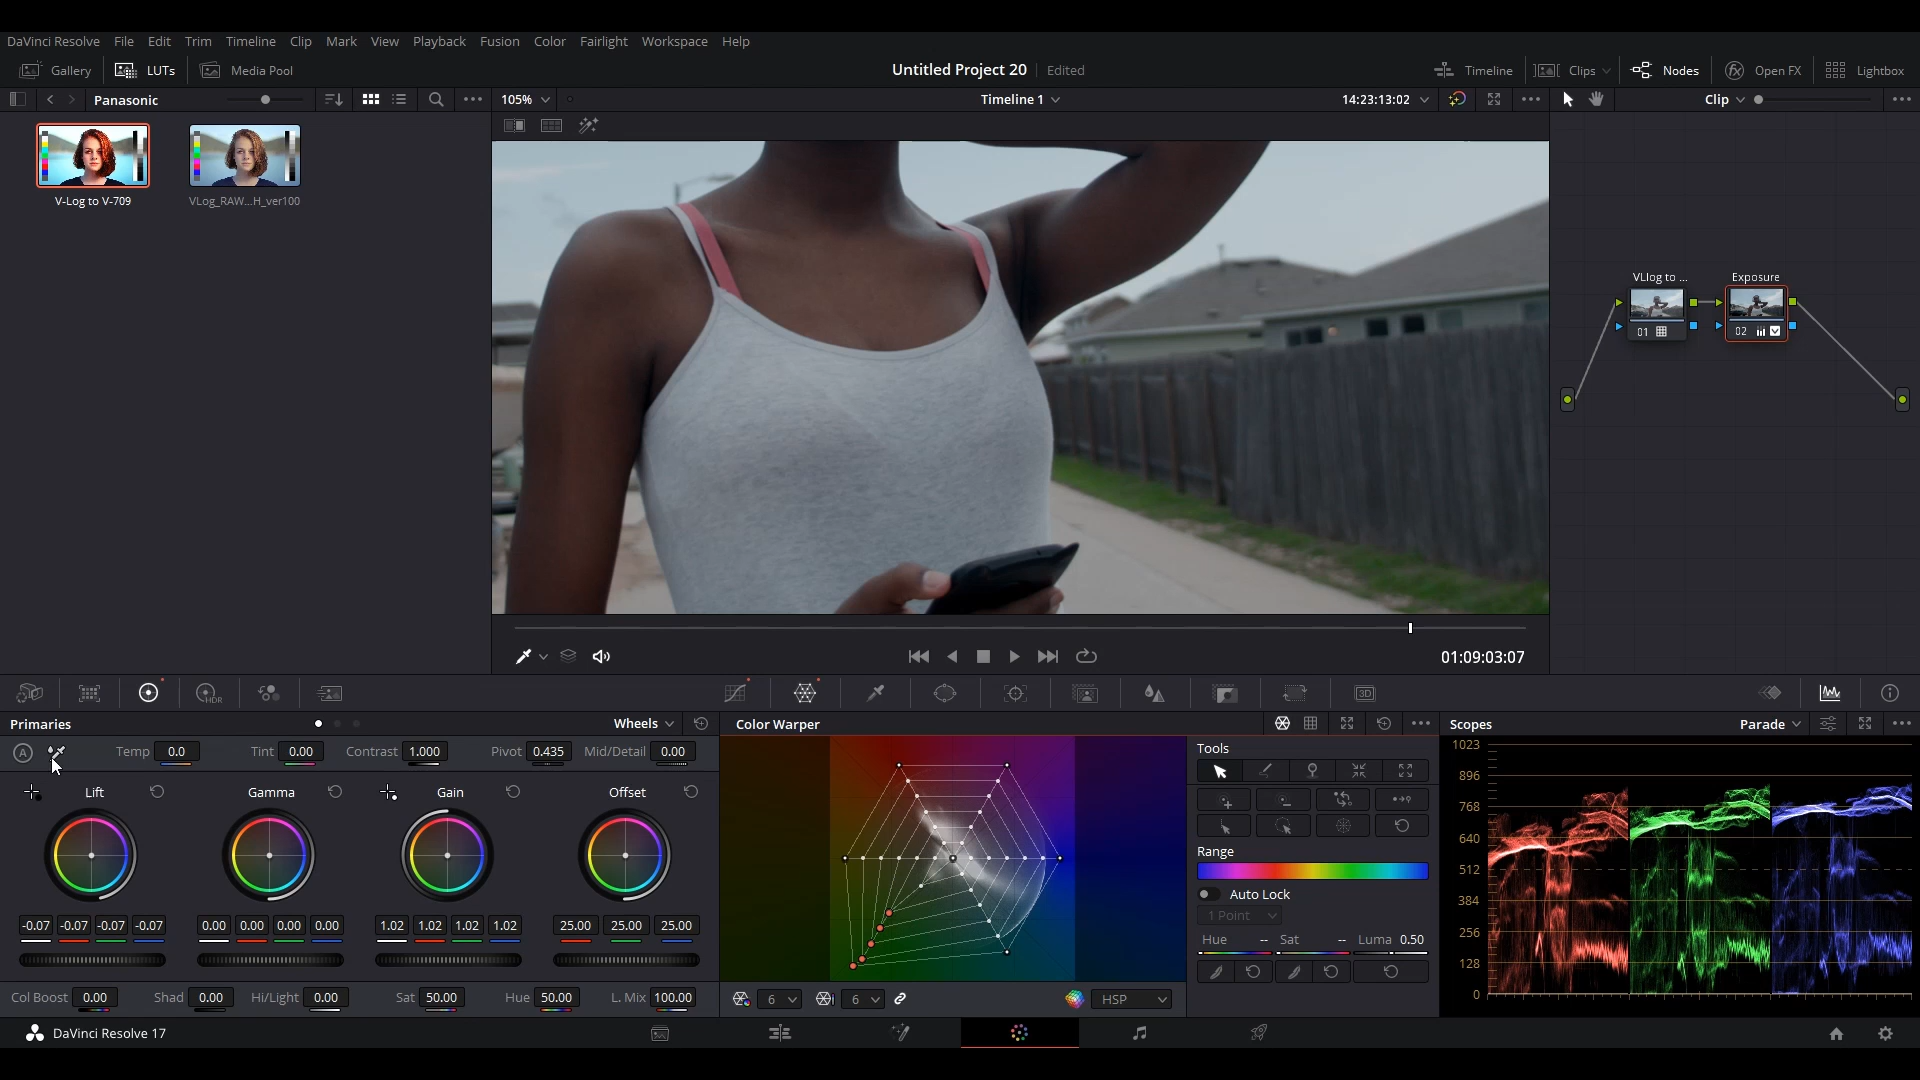 DaVinci Resolve File Edit Trim Timeline Clip Mark View Playback Fusion Color Fairlight Workspace Help
Gallery LUTs Media Pool Untitled Project 20 Edited Timeline Clips Nodes Open FX Lightbox
Panasonic 105% Timeline 1 14:23:13:02 Clip
V-Log to V-709 VLog_RAW...H_ver100
VLlog to ... Exposure
01 02
01:09:03:07
HDR 3D
Primaries Wheels Color Warper Scopes Parade
A Temp 0.0 Tint 0.00 Contrast 1.000 Pivot 0.435 Mid/Detail 0.00 Tools
Lift Gamma Gain Offset
Range
Auto Lock
1 Point
-0.07 -0.07 -0.07 -0.07 0.00 0.00 0.00 0.00 1.02 1.02 1.02 1.02 25.00 25.00 25.00
Hue -- Sat -- Luma 0.50
1023
896
768
640
512
384
256
128
0
Col Boost 0.00 Shad 0.00 Hi/Light 0.00 Sat 50.00 Hue 50.00 L. Mix 100.00 6 6 HSP
DaVinci Resolve 17